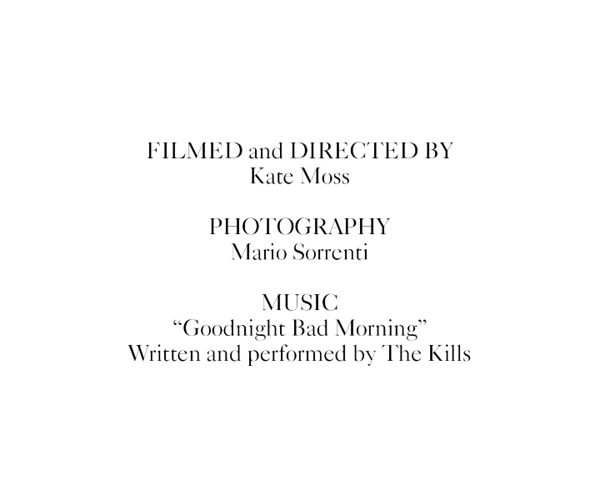 FILMED and DIRECTED BY
Kate Moss
PHOTOGRAPHY
Mario Sorrenti
MUSIC
“Goodnight Bad Morning”
Written and performed by The Kills